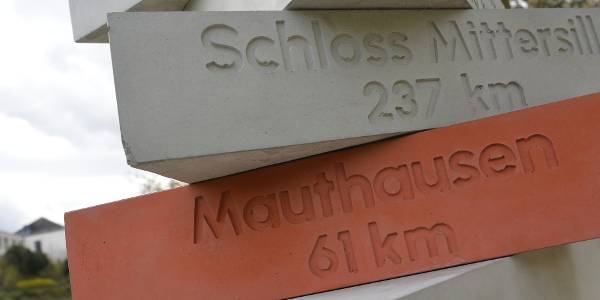 Schloss Mittersill
237 km
Mauthausen
61 km